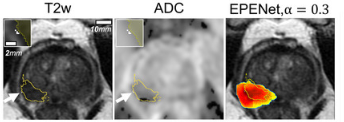 T2w
ADC
EPENet,α = 0.3
10mm
2mm